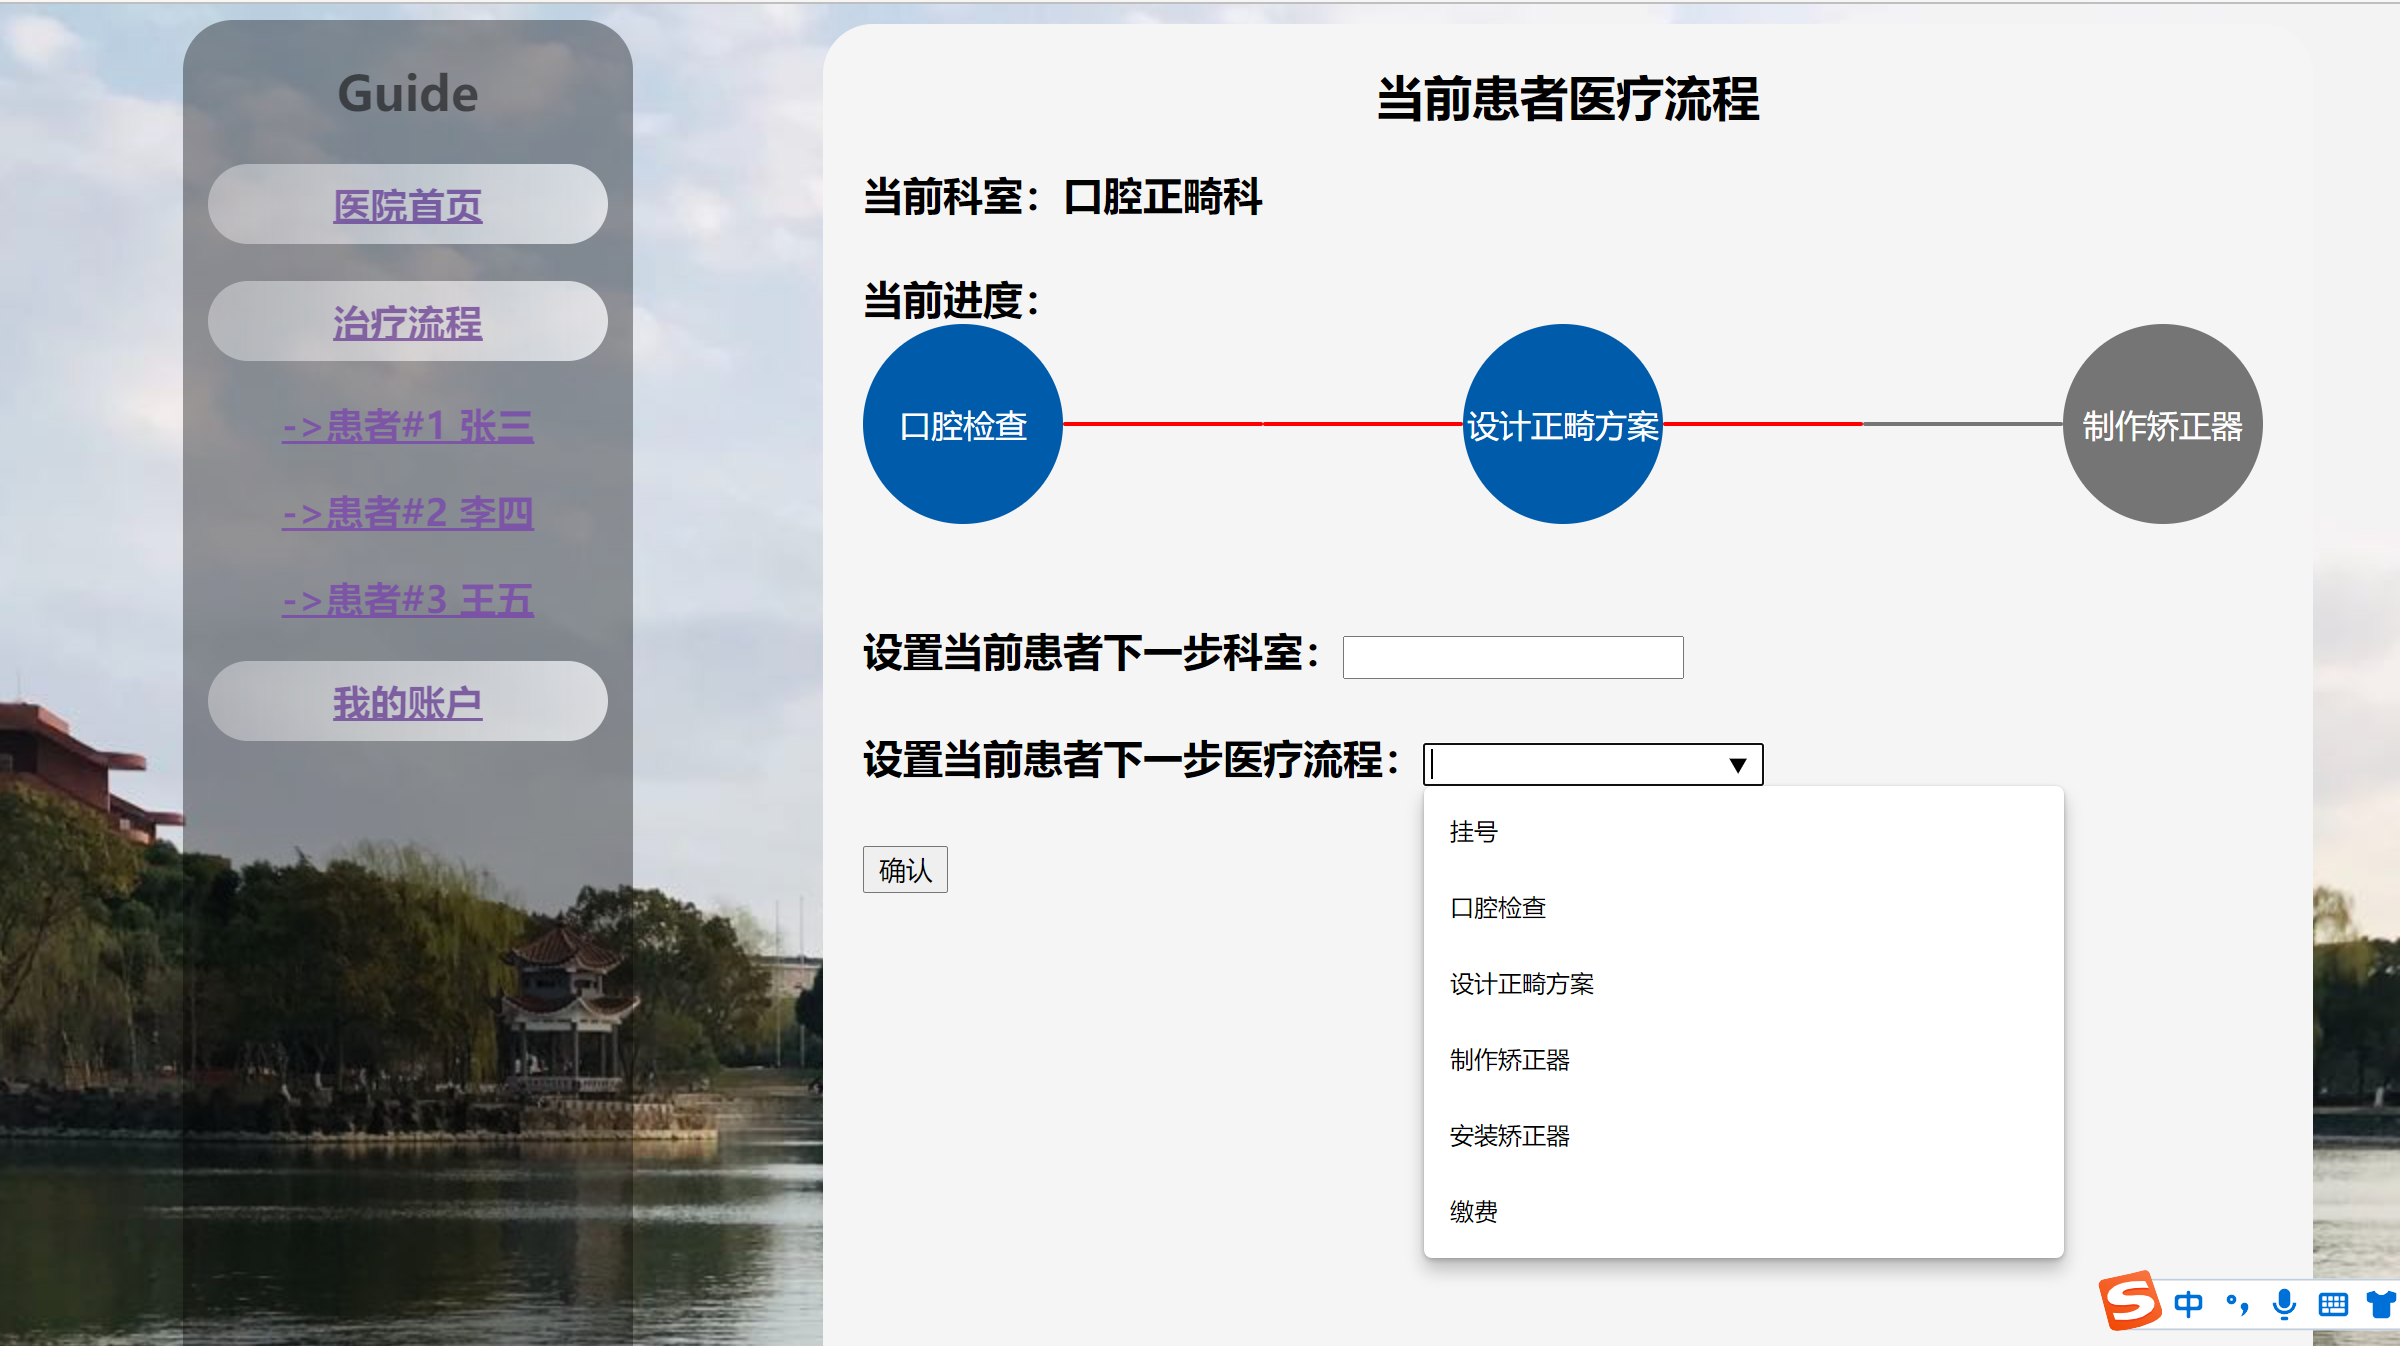 Guide
医院首页
治疗流程
->患者#1 张三
->患者#2 李四
->患者#3 王五
我的账户
当前患者医疗流程
当前科室：口腔正畸科
当前进度：
口腔检查
设计正畸方案
制作矫正器
设置当前患者下一步科室：
设置当前患者下一步医疗流程：
确认
挂号
口腔检查
设计正畸方案
制作矫正器
安装矫正器
缴费
中